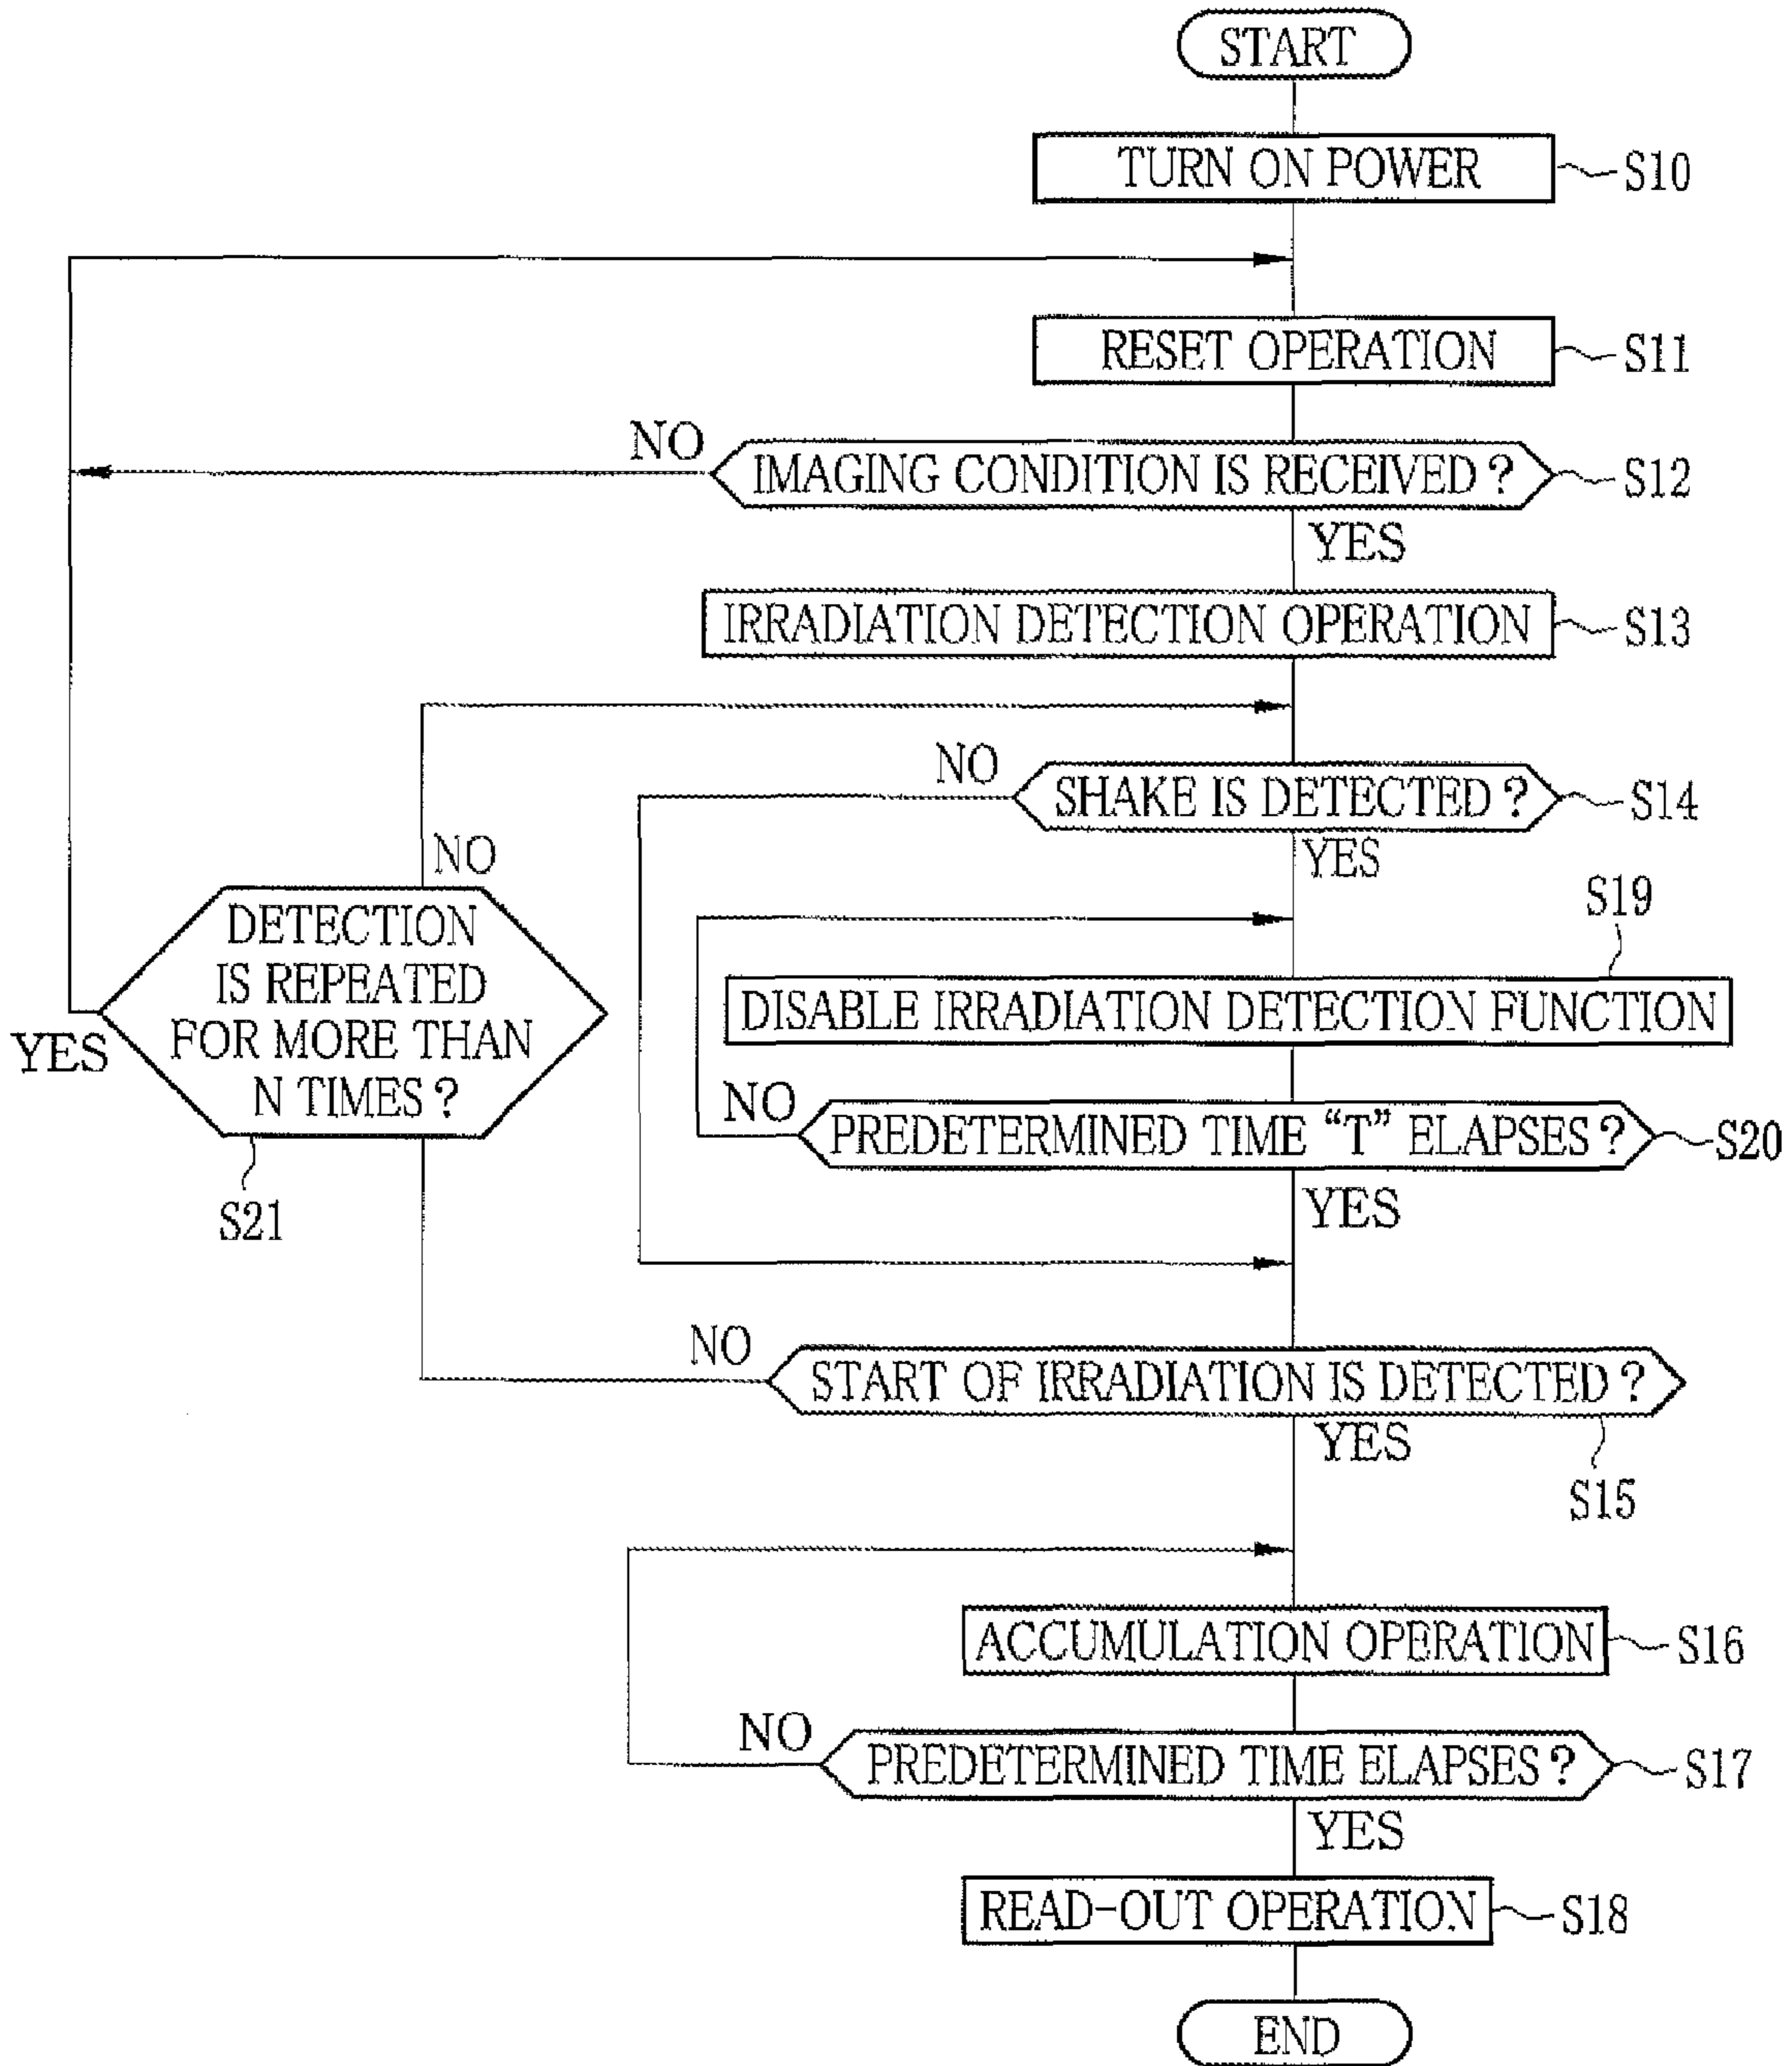 START
TURN ON POWER
S10
RESET OPERATION
S11
NO
IMAGING CONDITION IS RECEIVED?
S12
YES
IRRADIATION DETECTION OPERATION
S13
NO
SHAKE IS DETECTED?
S14
YES
NO
DETECTION
IS REPEATED
FOR MORE THAN
N TIMES?
YES
S21
S19
DISABLE IRRADIATION DETECTION FUNCTION
NO
PREDETERMINED TIME “T” ELAPSES?
S20
YES
NO
START OF IRRADIATION IS DETECTED?
YES
S15
ACCUMULATION OPERATION
S16
NO
PREDETERMINED TIME ELAPSES?
S17
YES
READ-OUT OPERATION
S18
END